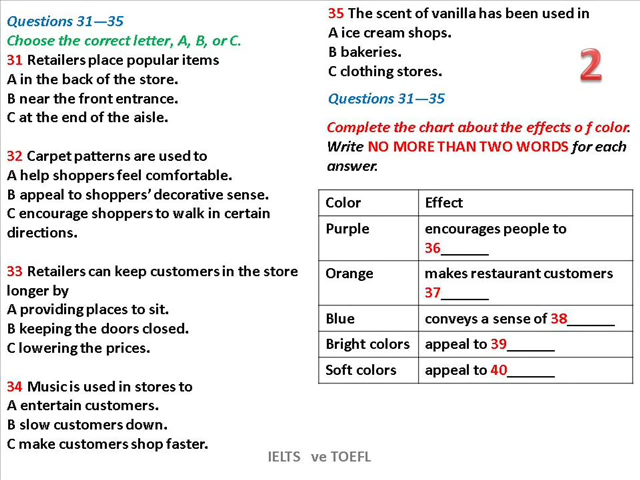 Questions 31—35
Choose the correct letter, A, B, or C.
31 Retailers place popular items
A in the back of the store.
B near the front entrance.
C at the end of the aisle.
32 Carpet patterns are used to
A help shoppers feel comfortable.
B appeal to shoppers' decorative sense.
C encourage shoppers to walk in certain
directions.
33 Retailers can keep customers in the store
longer by
A providing places to sit.
B keeping the doors closed.
C lowering the prices.
34 Music is used in stores to
A entertain customers.
B slow customers down.
C make customers shop faster.
35 The scent of vanilla has been used in
A ice cream shops.
B bakeries.
C clothing stores.
2
Questions 31—35
Complete the chart about the effects o f color.
Write NO MORE THAN TWO WORDS for each
answer.
Color Effect
Purple encourages people to
36______
Orange makes restaurant customers
37______
Blue conveys a sense of 38______
Bright colors appeal to 39______
Soft colors appeal to 40______
IELTS ve TOEFL